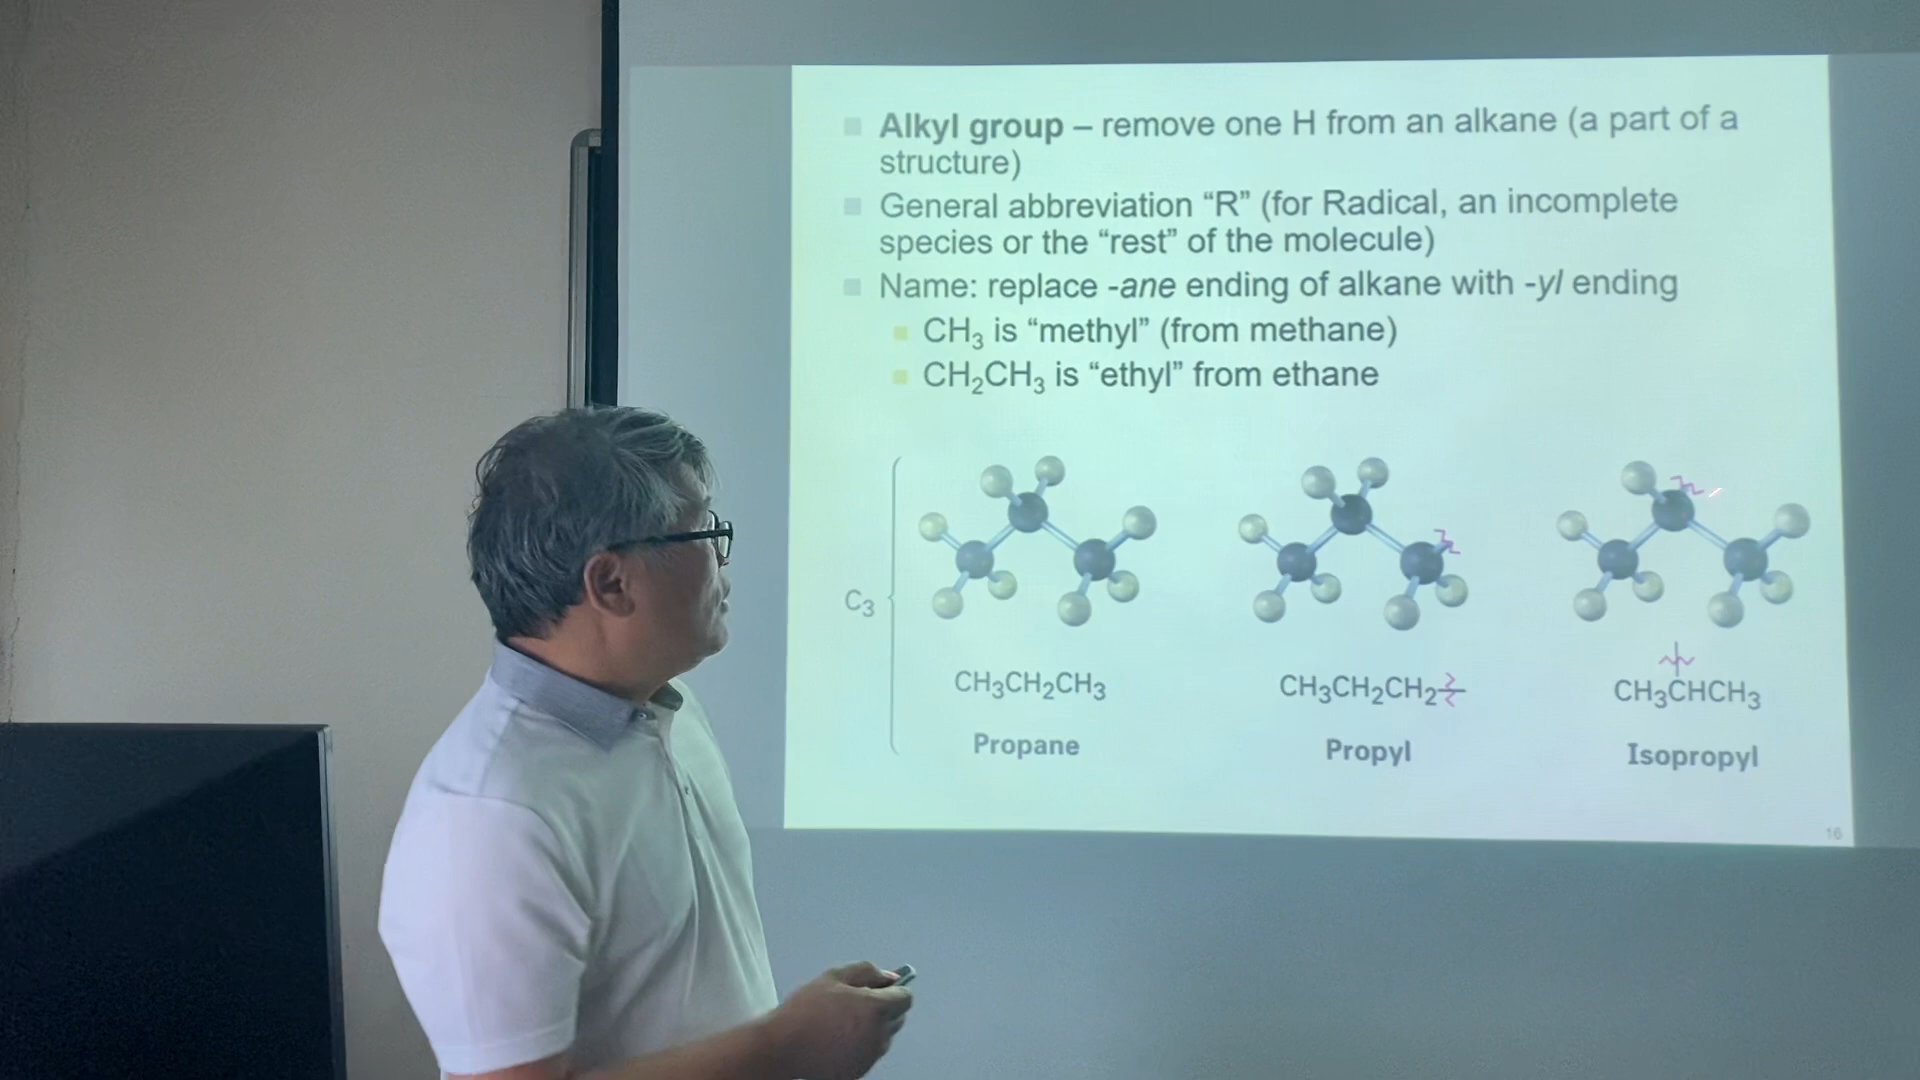 Alkyl group – remove one H from an alkane (a part of a
structure)
General abbreviation “R” (for Radical, an incomplete
species or the “rest” of the molecule)
Name: replace -ane ending of alkane with -yl ending
CH₃ is “methyl” (from methane)
CH₂CH₃ is “ethyl” from ethane
C₃
CH₃CH₂CH₃
CH₃CH₂CH₂
CH₃CHCH₃
Propane
Propyl
Isopropyl
16